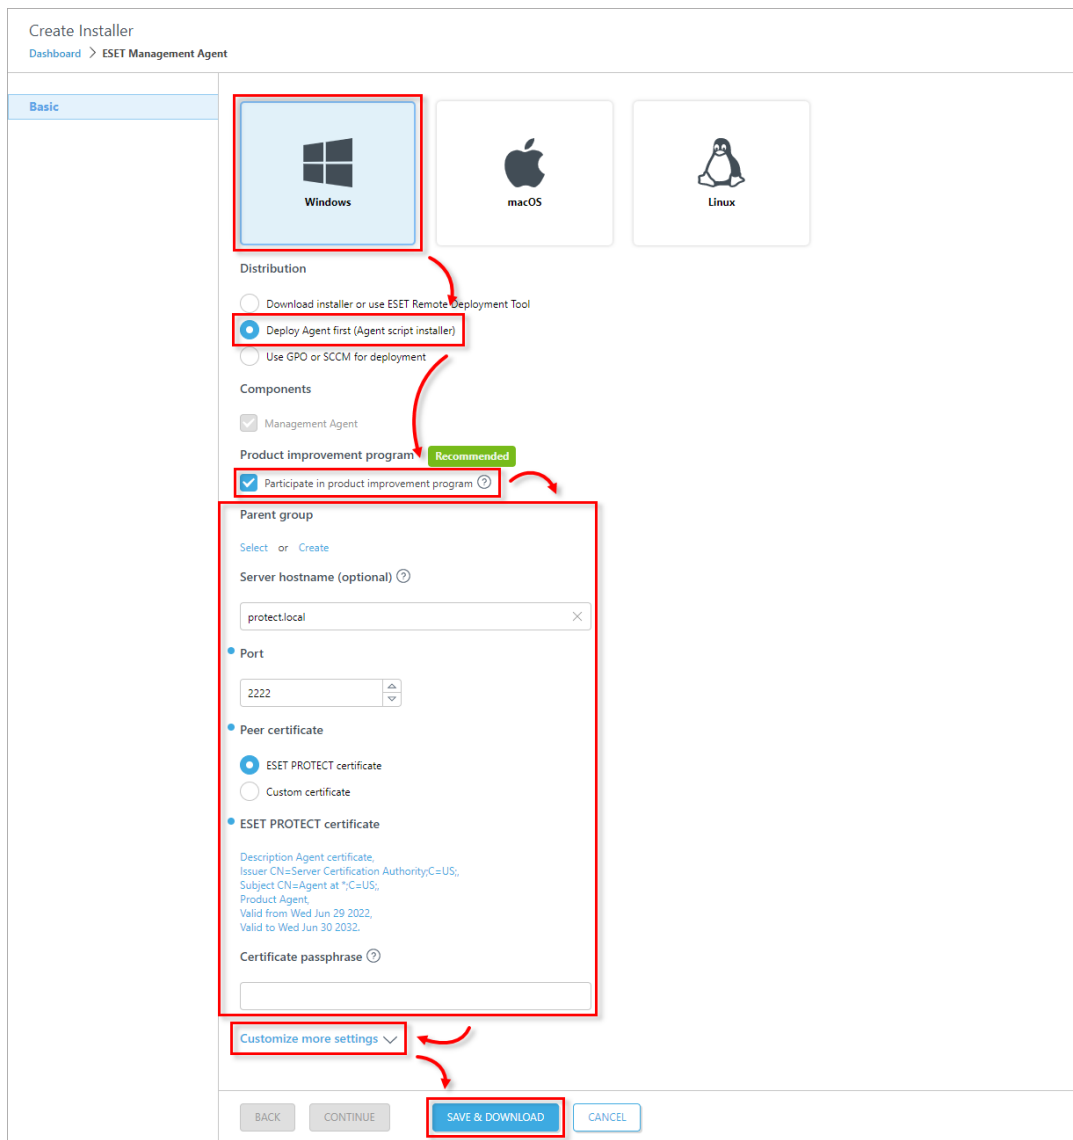 Create Installer
Dashboard > ESET Management Agent
Basic
Windows
macOS
Linux
Distribution
Download installer or use ESET Remote Deployment Tool
Deploy Agent first (Agent script installer)
Use GPO or SCCM for deployment
Components
Management Agent
Product improvement program Recommended
Participate in product improvement program ?
Parent group
Select or Create
Server hostname (optional) ?
protect.local
Port
2222
Peer certificate
ESET PROTECT certificate
Custom certificate
ESET PROTECT certificate
Description Agent certificate,
Issuer CN=Server Certification Authority;C=US;,
Subject CN=Agent at *;C=US;,
Product Agent,
Valid from Wed Jun 29 2022,
Valid to Wed Jun 30 2032.
Certificate passphrase ?
Customize more settings
BACK CONTINUE SAVE & DOWNLOAD CANCEL